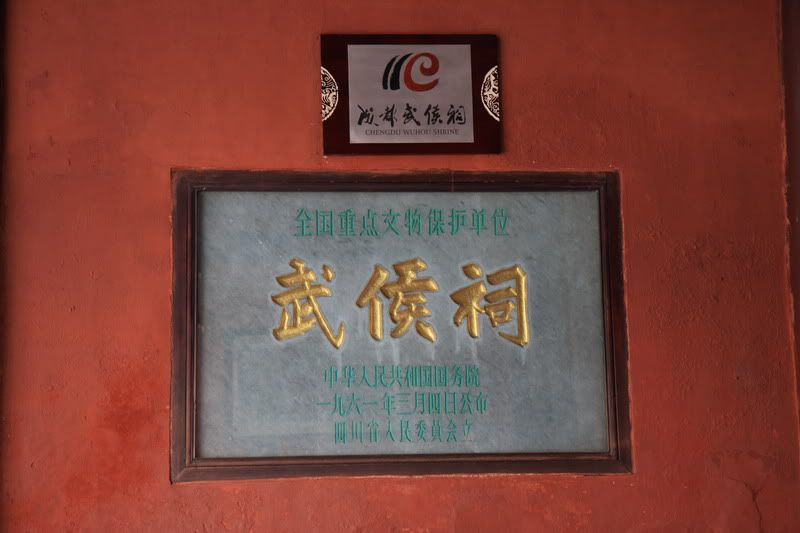 成都武侯祠
CHENGDU WUHOU SHRINE
全国重点文物保护单位
武侯祠
中华人民共和国国务院
一九六一年三月四日公布
四川省人民委员会立